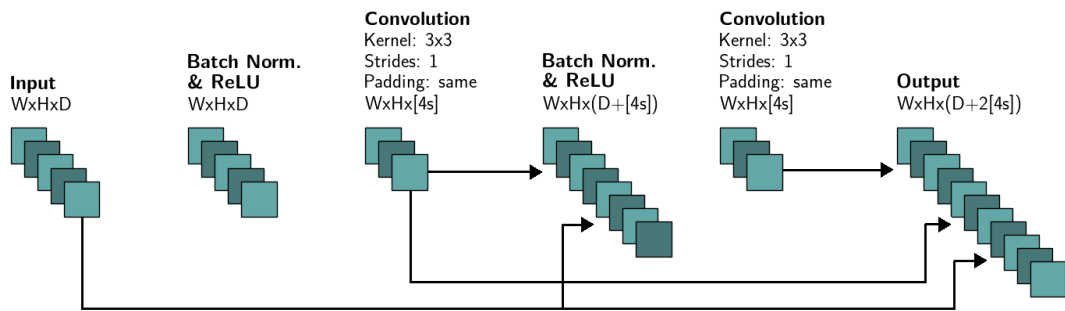 Input
WxHxD
Batch Norm.
& ReLU
WxHxD
Convolution
Kernel: 3x3
Strides: 1
Padding: same
WxHx[4s]
Batch Norm.
& ReLU
WxHx(D+[4s])
Convolution
Kernel: 3x3
Strides: 1
Padding: same
WxHx[4s]
Output
WxHx(D+2[4s])